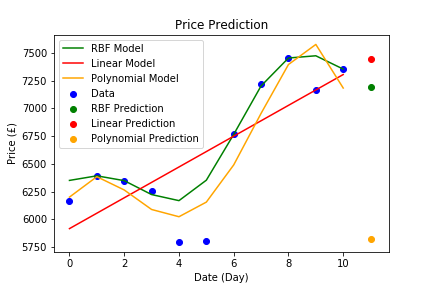 Price Prediction
RBF Model
Linear Model
Polynomial Model
Data
RBF Prediction
Linear Prediction
Polynomial Prediction
7500
7250
7000
6750
6500
6250
6000
5750
Price (£)
0 2 4 6 8 10
Date (Day)